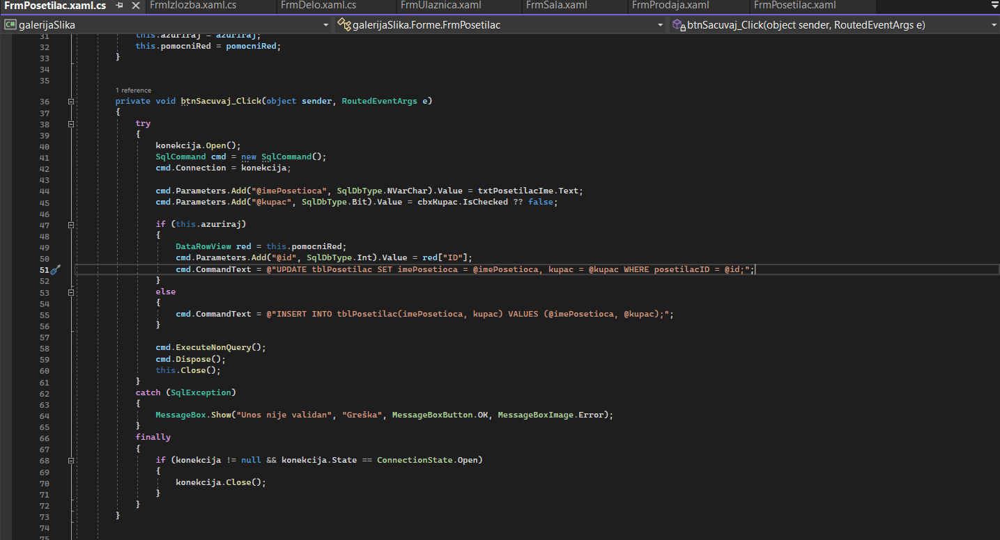 FrmPosetilac.xaml.cs FrmIzlozba.xaml.cs FrmDelo.xaml.cs FrmUlaznica.xaml FrmSala.xaml FrmProdaja.xaml FrmPosetilac.xaml
C# galerijaSlika galerijaSlika.Forme.FrmPosetilac btnSacuvaj_Click(object sender, RoutedEventArgs e)
31 this.azuriraj = azuriraj;
32 this.pomocniRed = pomocniRed;
33 }
34
35
1 reference
36 private void btnSacuvaj_Click(object sender, RoutedEventArgs e)
37 {
38 try
39 {
40 konekcija.Open();
41 SqlCommand cmd = new SqlCommand();
42 cmd.Connection = konekcija;
43
44 cmd.Parameters.Add("@imePosetioca", SqlDbType.NVarChar).Value = txtPosetilacIme.Text;
45 cmd.Parameters.Add("@kupac", SqlDbType.Bit).Value = cbxKupac.IsChecked ?? false;
46
47 if (this.azuriraj)
48 {
49 DataRowView red = this.pomocniRed;
50 cmd.Parameters.Add("@id", SqlDbType.Int).Value = red["ID"];
51 cmd.CommandText = @"UPDATE tblPosetilac SET imePosetioca = @imePosetioca, kupac = @kupac WHERE posetilacID = @id;";
52 }
53 else
54 {
55 cmd.CommandText = @"INSERT INTO tblPosetilac(imePosetioca, kupac) VALUES (@imePosetioca, @kupac);";
56 }
57
58 cmd.ExecuteNonQuery();
59 cmd.Dispose();
60 this.Close();
61 }
62 catch (SqlException)
63 {
64 MessageBox.Show("Unos nije validan", "Greška", MessageBoxButton.OK, MessageBoxImage.Error);
65 }
66 finally
67 {
68 if (konekcija != null && konekcija.State == ConnectionState.Open)
69 {
70 konekcija.Close();
71 }
72 }
73 }
74
75